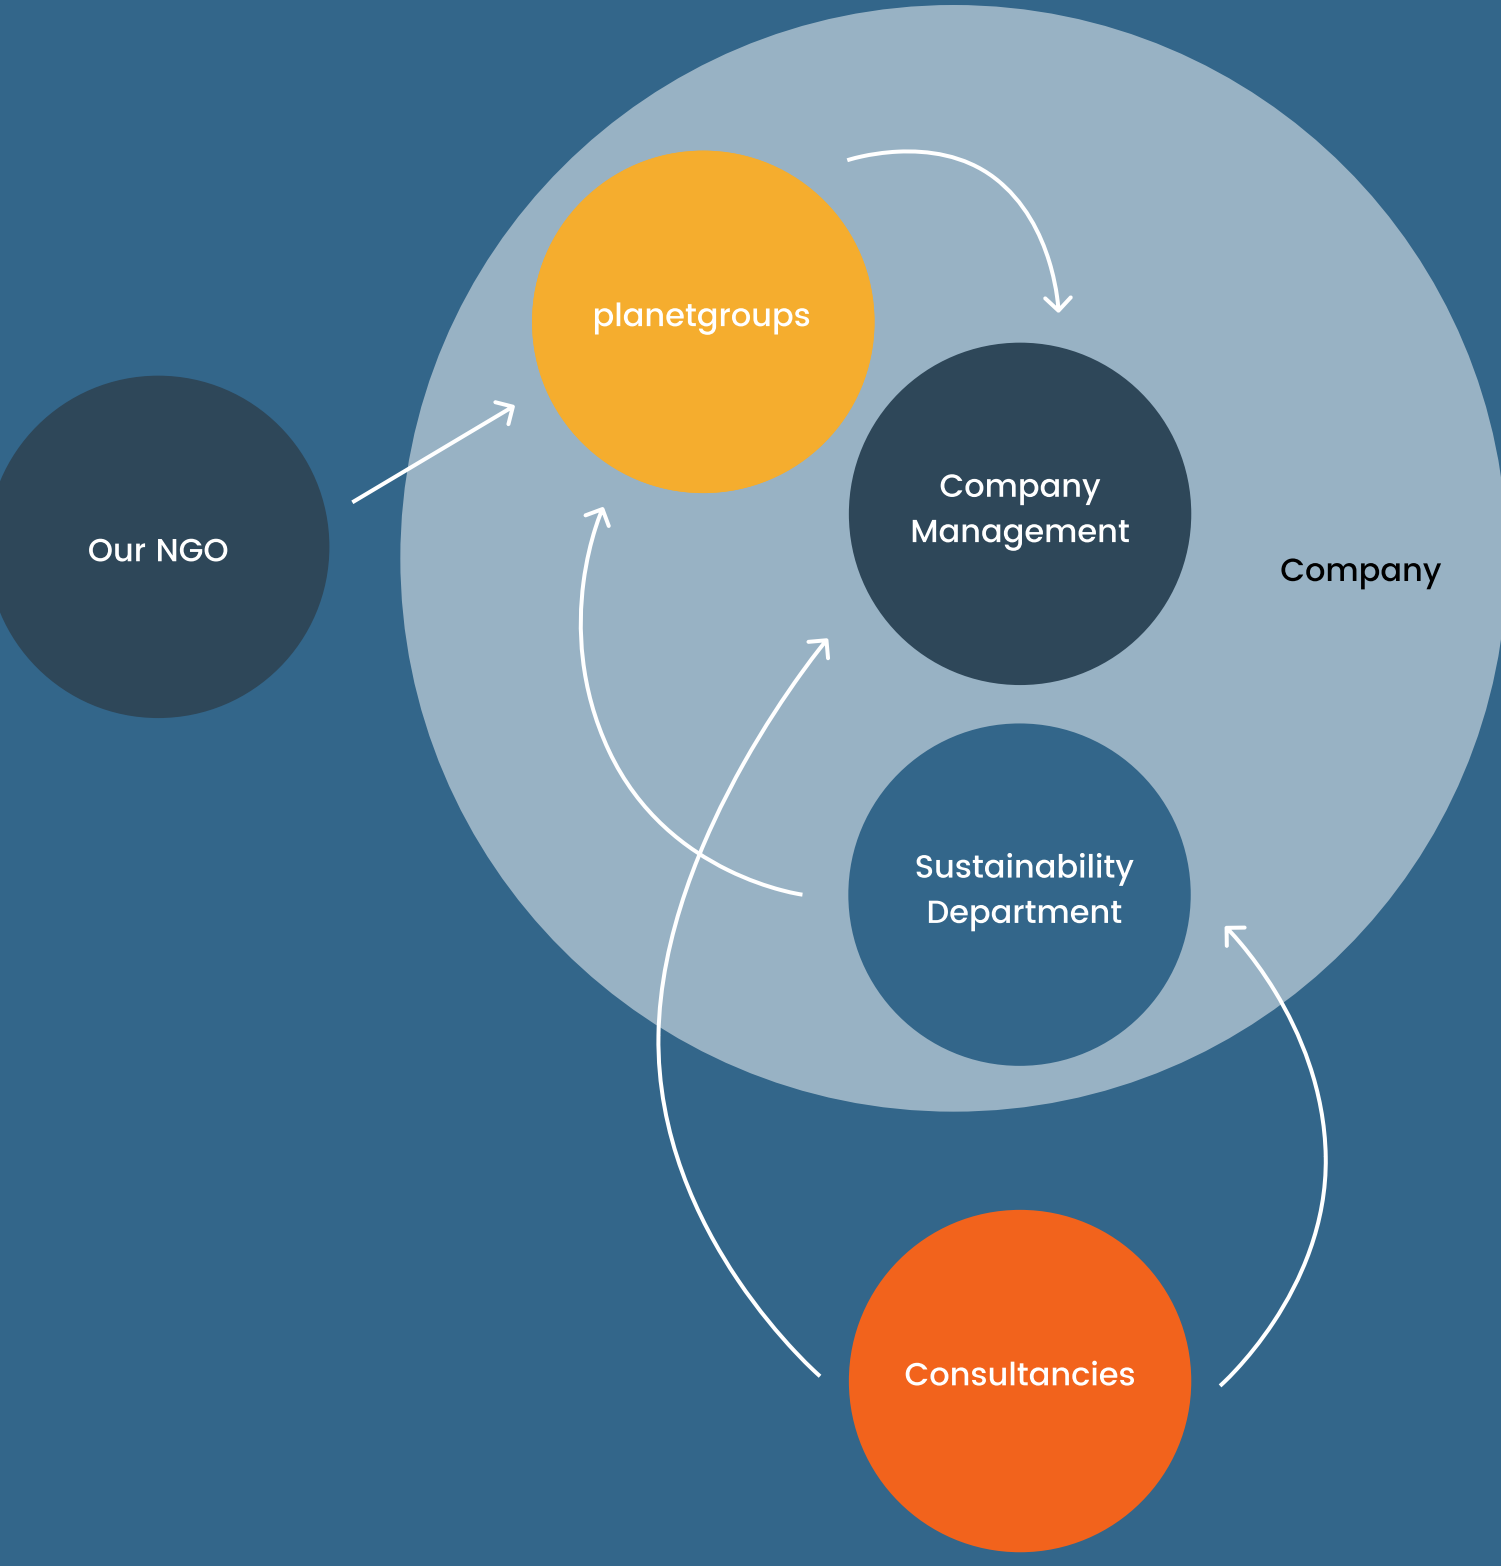 planetgroups
Company
Management
Our NGO
Company
Sustainability
Department
Consultancies